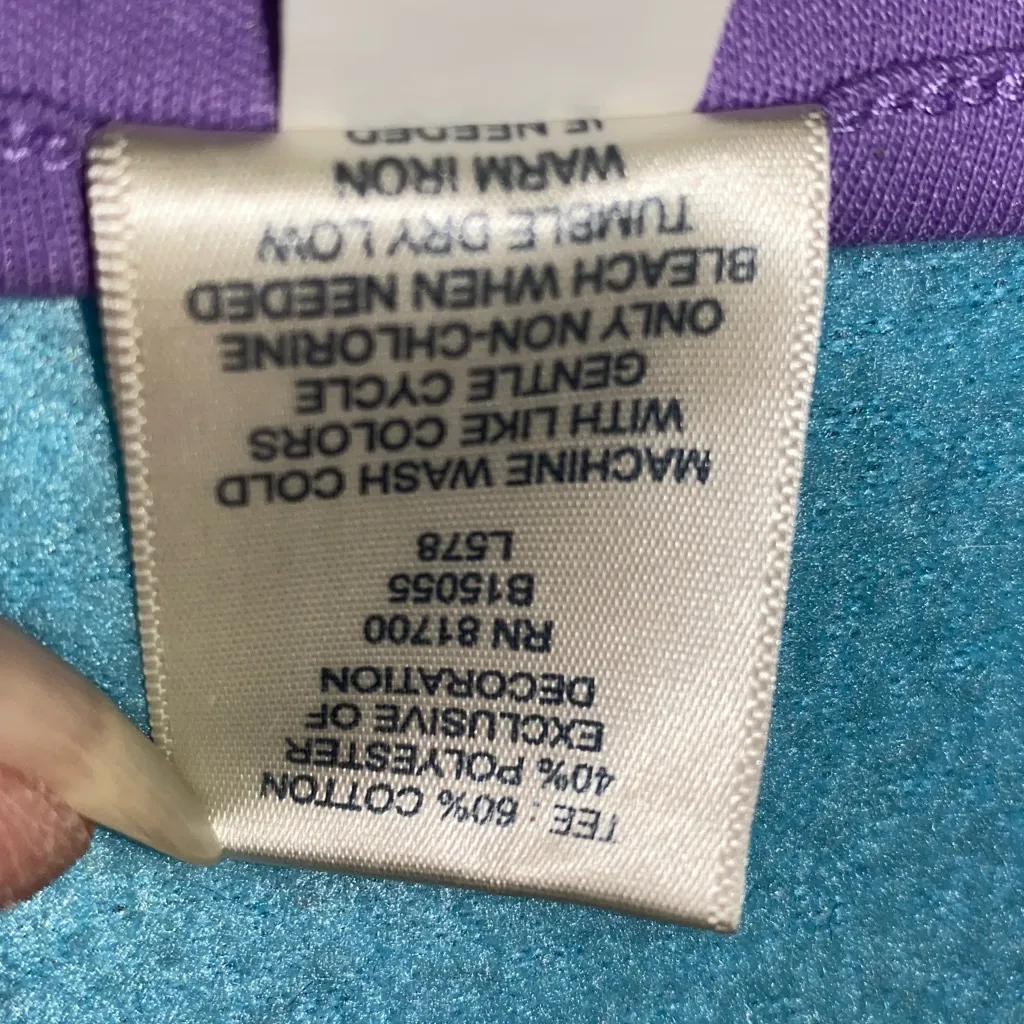 TEE : 60% COTTON
40% POLYESTER
EXCLUSIVE OF
DECORATION
RN 81700
B15055
L578
MACHINE WASH COLD
WITH LIKE COLORS
GENTLE CYCLE
ONLY NON-CHLORINE
BLEACH WHEN NEEDED
TUMBLE DRY LOW
WARM IRON
IF NEEDED